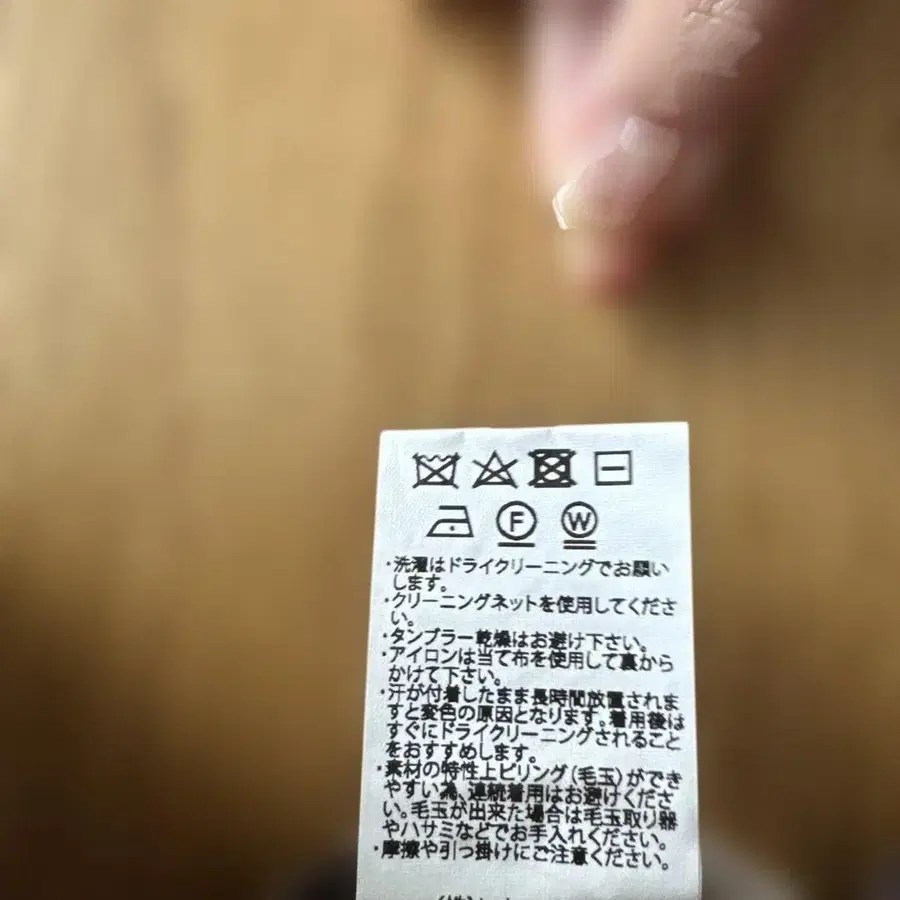 F W
・洗濯はドライクリーニングでお願い
します。
・クリーニングネットを使用してくださ
い。
・タンブラー乾燥はお避け下さい。
・アイロンは当て布を使用して裏から
かけて下さい。
・汗が付着したまま長時間放置されま
すと変色の原因となります。着用後は
すぐにドライクリーニングされること
をおすすめします。
・素材の特性上ピリング(毛玉)ができ
やすい為、連続着用はお避けくださ
い。毛玉が出来た場合は毛玉取り器
やハサミなどでお手入れください。
・摩擦や引っ掛けにご注意ください。